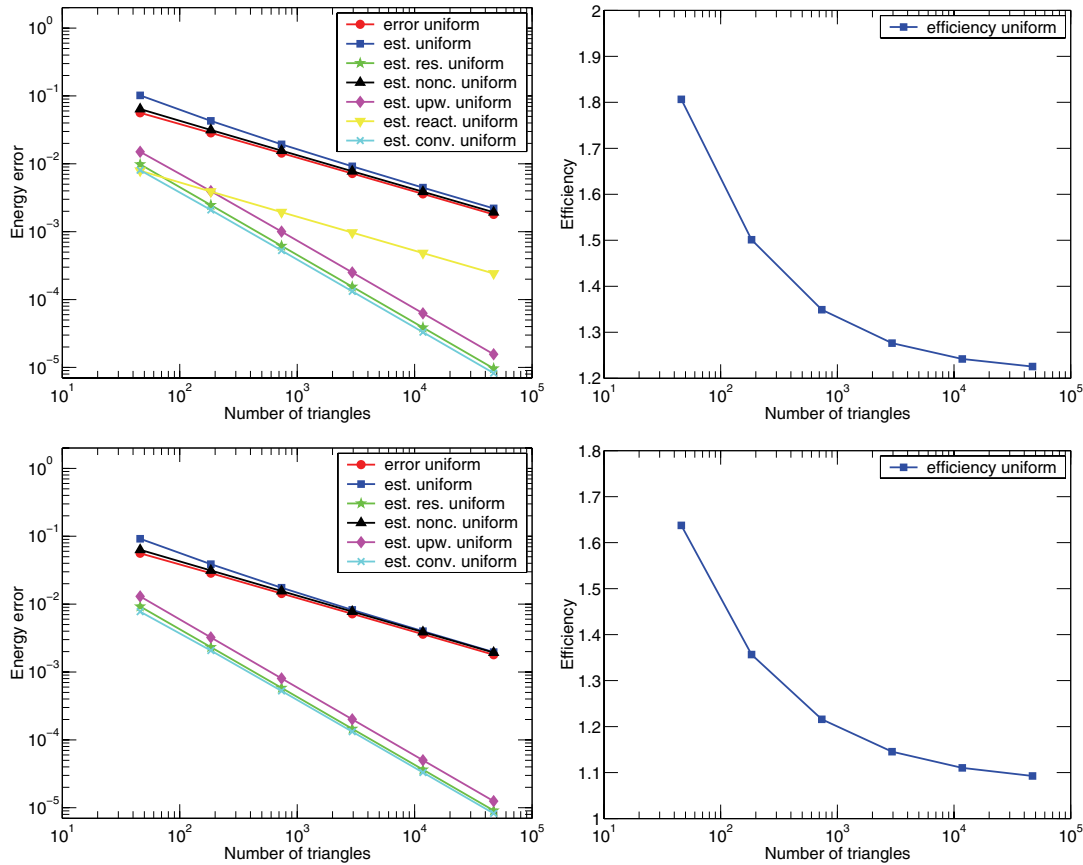 error uniform
est. uniform
est. res. uniform
est. nonc. uniform
est. upw. uniform
est. react. uniform
est. conv. uniform
10^0
10^-1
10^-2
10^-3
10^-4
10^-5
Energy error
10^1 10^2 10^3 10^4 10^5
Number of triangles
efficiency uniform
2
1.9
1.8
1.7
1.6
1.5
1.4
1.3
1.2
Efficiency
10^1 10^2 10^3 10^4 10^5
Number of triangles
error uniform
est. uniform
est. res. uniform
est. nonc. uniform
est. upw. uniform
est. conv. uniform
10^0
10^-1
10^-2
10^-3
10^-4
10^-5
Energy error
10^1 10^2 10^3 10^4 10^5
Number of triangles
efficiency uniform
1.8
1.7
1.6
1.5
1.4
1.3
1.2
1.1
1
Efficiency
10^1 10^2 10^3 10^4 10^5
Number of triangles